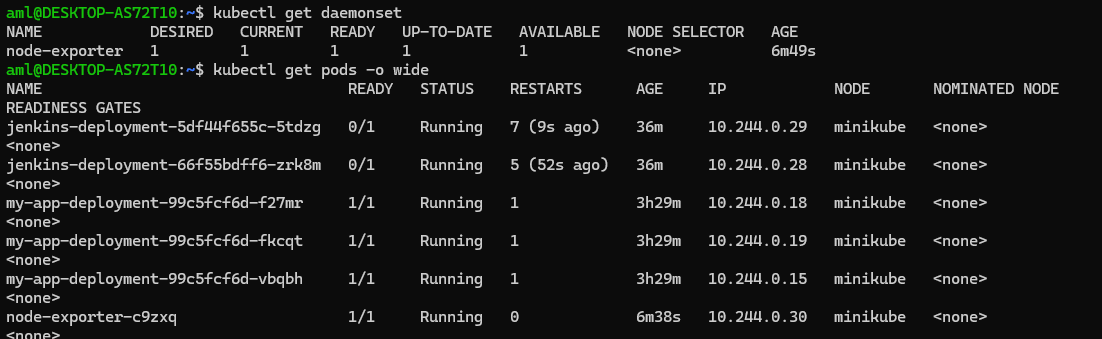 aml@DESKTOP-AS72T10:~$ kubectl get daemonset
NAME            DESIRED   CURRENT   READY   UP-TO-DATE   AVAILABLE   NODE SELECTOR   AGE
node-exporter   1         1         1       1            1           <none>          6m49s
aml@DESKTOP-AS72T10:~$ kubectl get pods -o wide
NAME                                  READY   STATUS    RESTARTS      AGE     IP            NODE       NOMINATED NODE
READINESS GATES
jenkins-deployment-5df44f655c-5tdzg   0/1     Running   7 (9s ago)    36m     10.244.0.29   minikube   <none>
<none>
jenkins-deployment-66f55bdff6-zrk8m   0/1     Running   5 (52s ago)   36m     10.244.0.28   minikube   <none>
<none>
my-app-deployment-99c5fcf6d-f27mr     1/1     Running   1             3h29m   10.244.0.18   minikube   <none>
<none>
my-app-deployment-99c5fcf6d-fkcqt     1/1     Running   1             3h29m   10.244.0.19   minikube   <none>
<none>
my-app-deployment-99c5fcf6d-vbqbh     1/1     Running   1             3h29m   10.244.0.15   minikube   <none>
<none>
node-exporter-c9zxq                   1/1     Running   0             6m38s   10.244.0.30   minikube   <none>
<none>